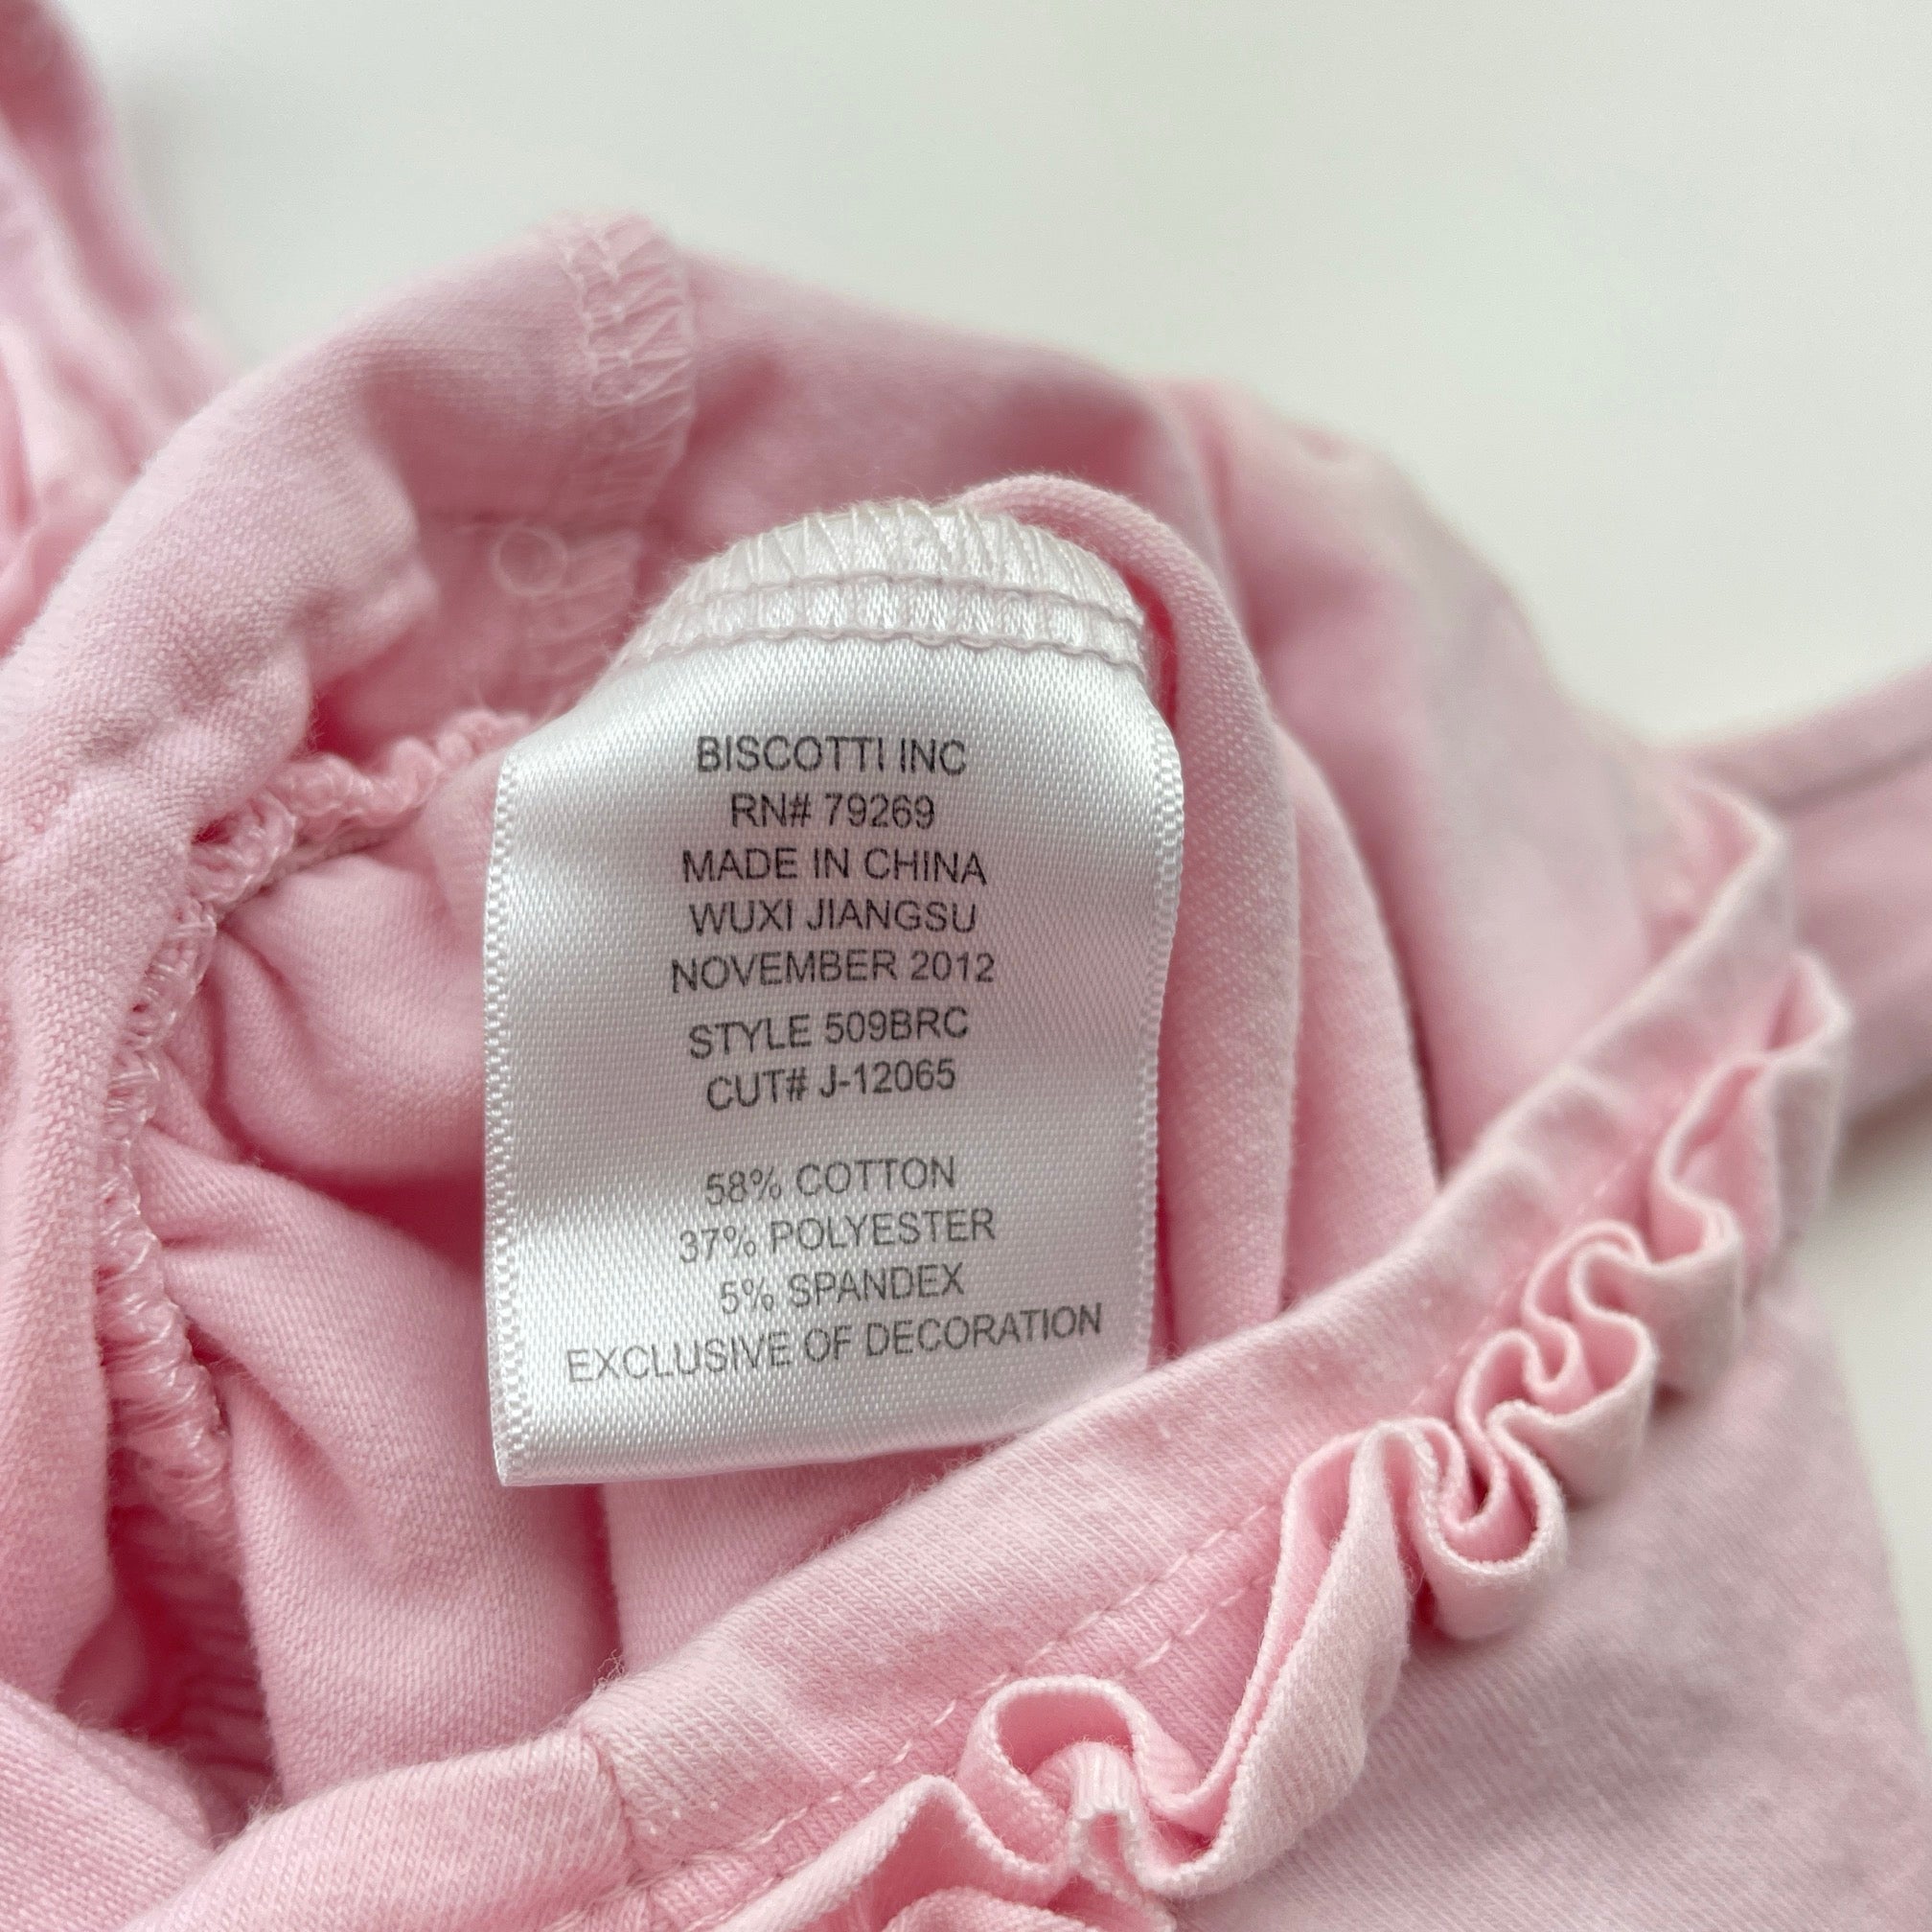 BISCOTTI INC
RN# 79269
MADE IN CHINA
WUXI JIANGSU
NOVEMBER 2012
STYLE 509BRC
CUT# J-12065
58% COTTON
37% POLYESTER
5% SPANDEX
EXCLUSIVE OF DECORATION